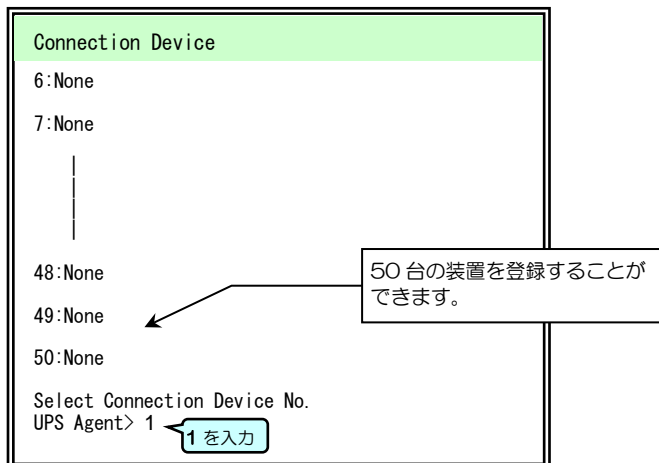 Connection Device
6:None
7:None
48:None
49:None
50:None
50 台の装置を登録することが
できます。
Select Connection Device No.
UPS Agent> 1
1 を入力